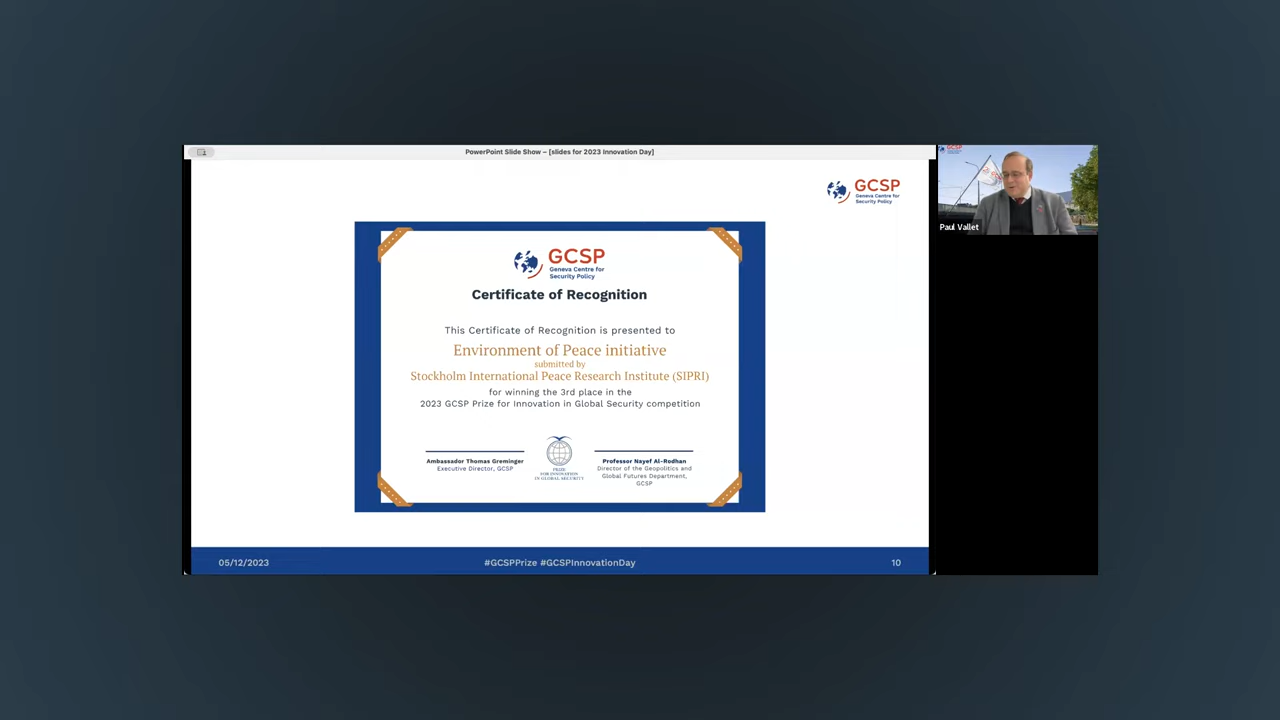 PowerPoint Slide Show – [slides for 2023 Innovation Day]
GCSP
Geneva Centre for
Security Policy
GCSP
Geneva Centre for
Security Policy
Certificate of Recognition
This Certificate of Recognition is presented to
Environment of Peace initiative
submitted by
Stockholm International Peace Research Institute (SIPRI)
for winning the 3rd place in the
2023 GCSP Prize for Innovation in Global Security competition
Ambassador Thomas Greminger
Executive Director, GCSP
PRIZE
FOR INNOVATION
IN GLOBAL SECURITY
Professor Nayef Al-Rodhan
Director of the Geopolitics and
Global Futures Department,
GCSP
05/12/2023
#GCSPPrize #GCSPInnovationDay
10
GCSP
Paul Vallet